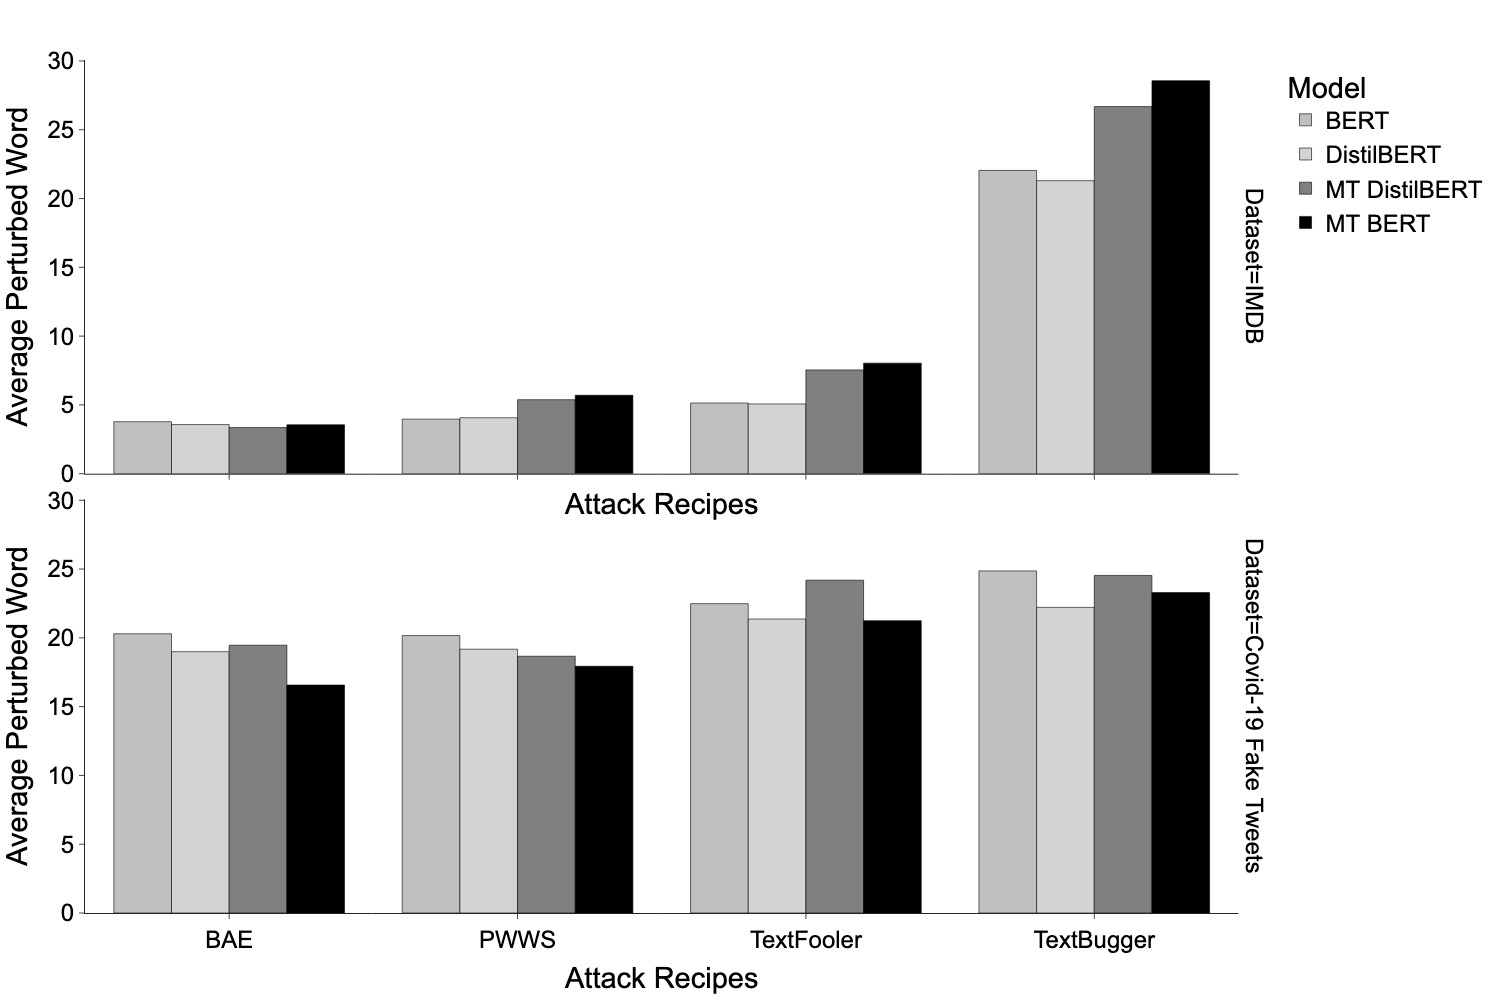 30
25
20
15
10
5
0
Average Perturbed Word
Attack Recipes
Dataset=IMDB
Model
BERT
DistilBERT
MT DistilBERT
MT BERT
30
25
20
15
10
5
0
Average Perturbed Word
BAE PWWS TextFooler TextBugger
Attack Recipes
Dataset=Covid-19 Fake Tweets